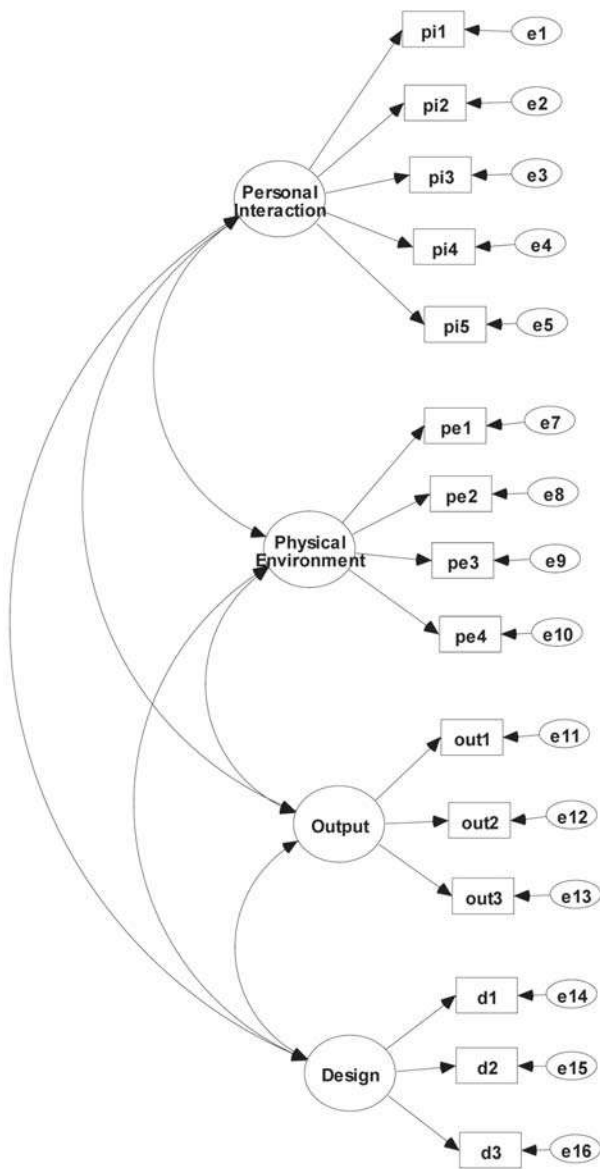 pi1
e1
pi2
e2
Personal
Interaction
pi3
e3
pi4
e4
pi5
e5
pe1
e7
pe2
e8
Physical
Environment
pe3
e9
pe4
e10
out1
e11
Output
out2
e12
out3
e13
d1
e14
Design
d2
e15
d3
e16